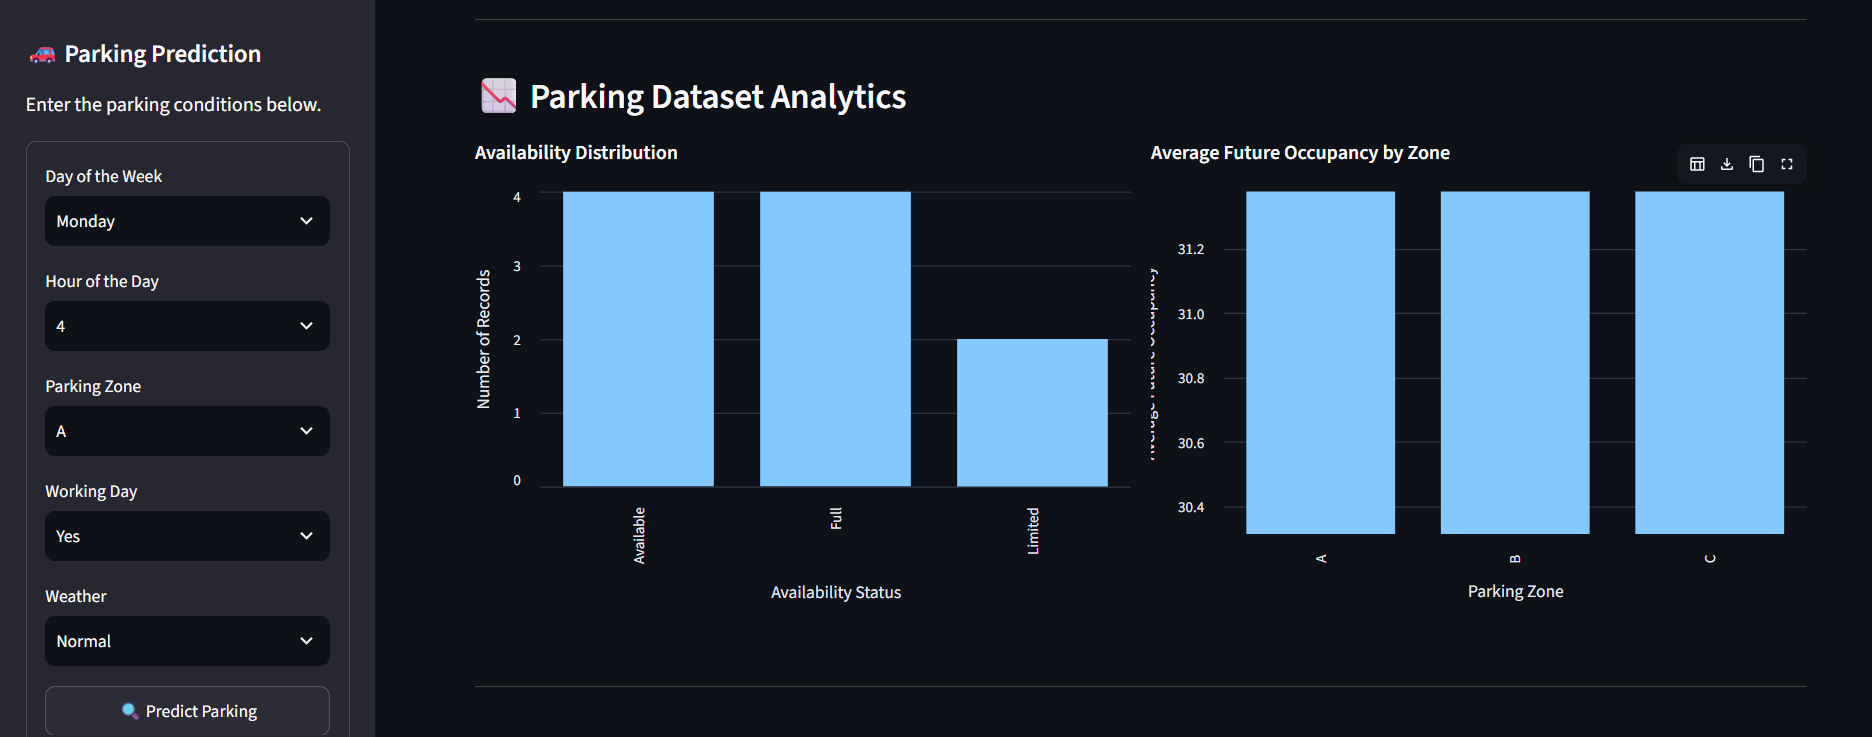 Parking Prediction
Enter the parking conditions below.
Day of the Week
Monday
Hour of the Day
4
Parking Zone
A
Working Day
Yes
Weather
Normal
Predict Parking
Parking Dataset Analytics
Availability Distribution
4
3
2
1
0
Number of Records
Available
Full
Limited
Availability Status
Average Future Occupancy by Zone
31.2
31.0
30.8
30.6
30.4
Average Future Occupancy
A
B
C
Parking Zone